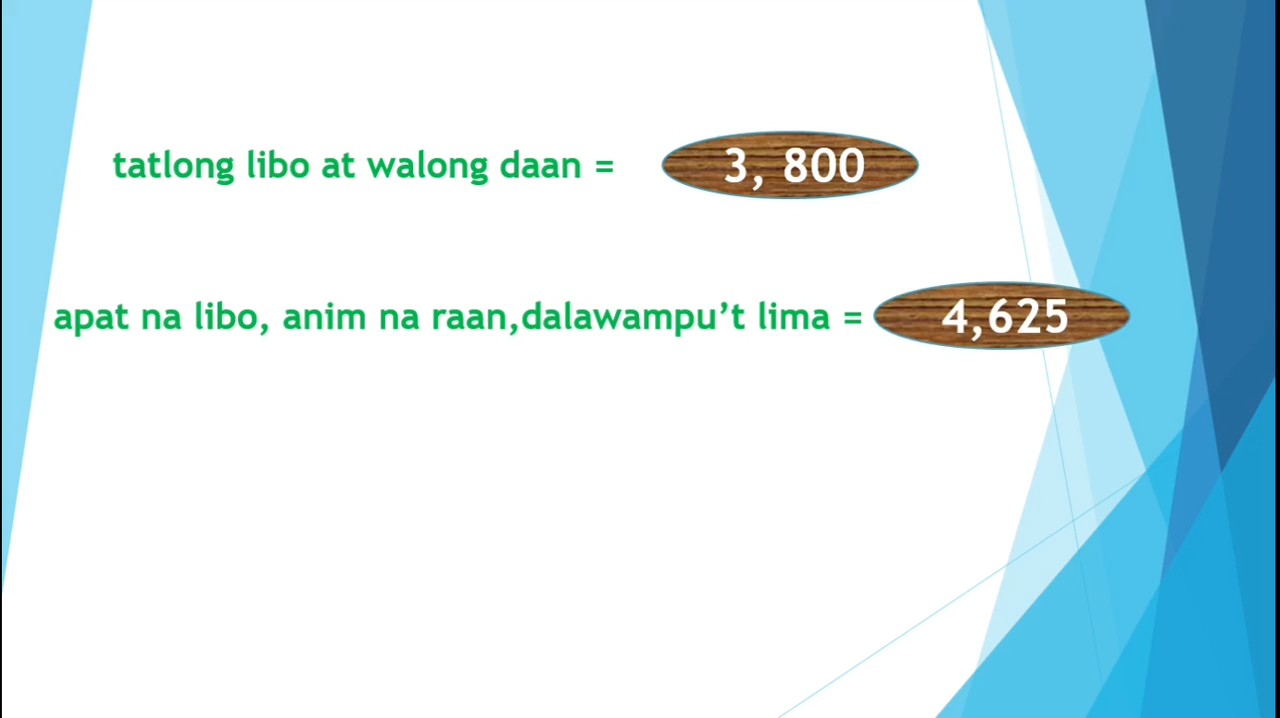 tatlong libo at walong daan = 3, 800
apat na libo, anim na raan,dalawampu’t lima = 4,625